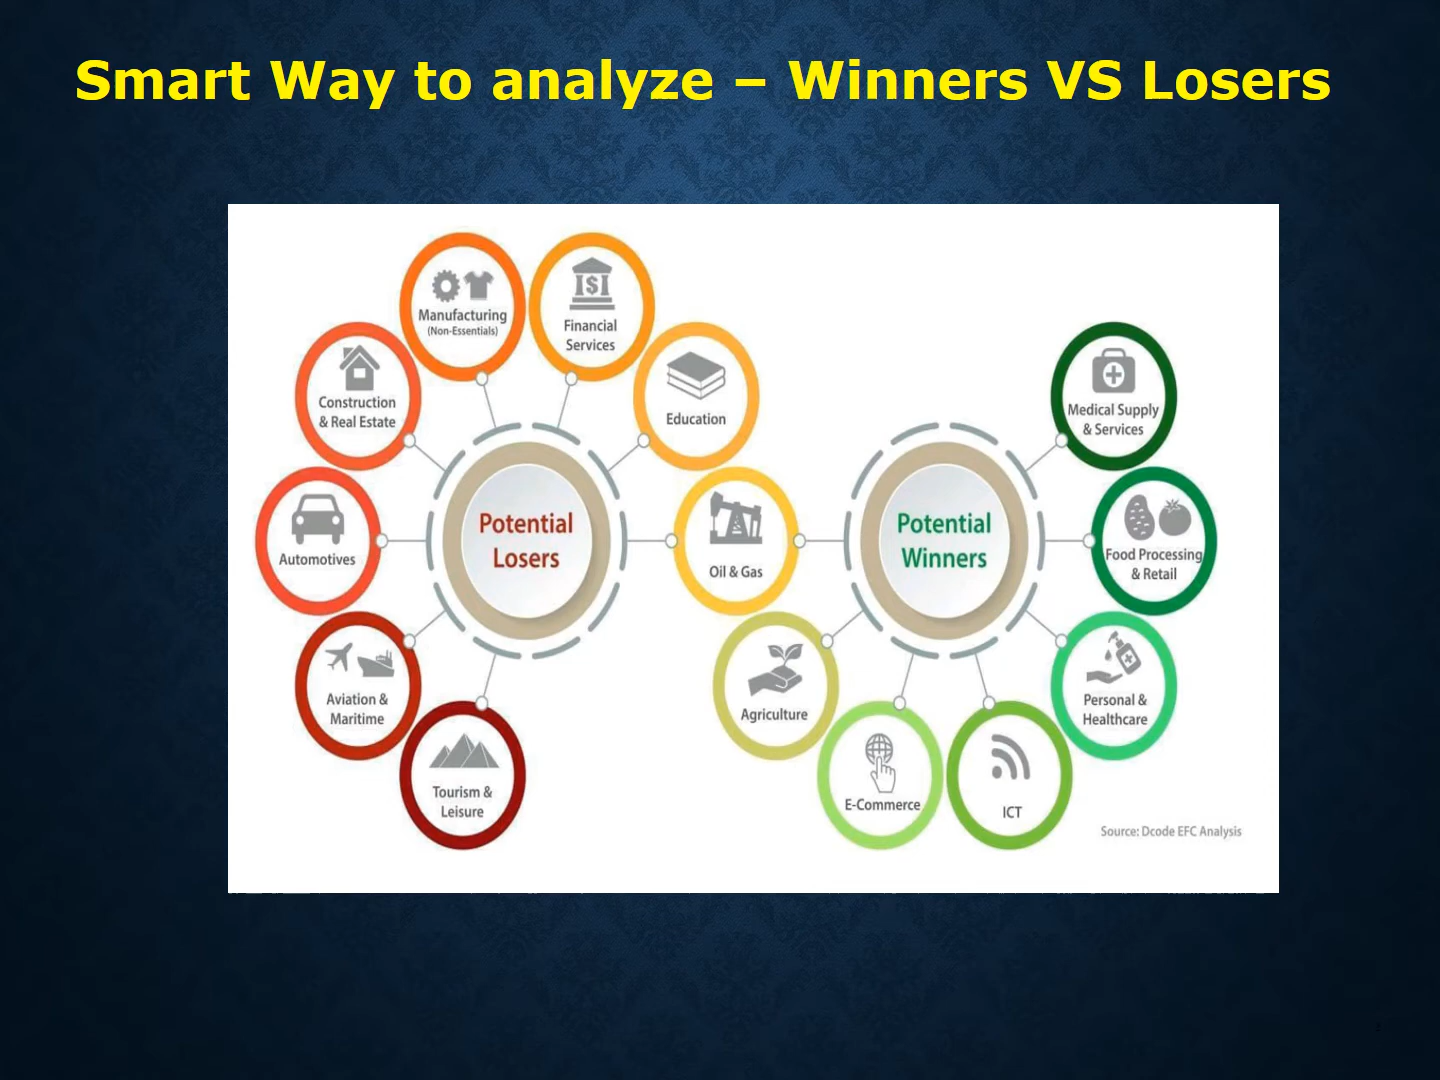 Smart Way to analyze – Winners VS Losers
Manufacturing
(Non-Essentials)
$
Financial
Services
Construction
& Real Estate
Education
Automotives
Potential
Losers
Oil & Gas
Aviation &
Maritime
Tourism &
Leisure
Medical Supply
& Services
Potential
Winners
Food Processing
& Retail
Agriculture
Personal &
Healthcare
E-Commerce
ICT
Source: Dcode EFC Analysis